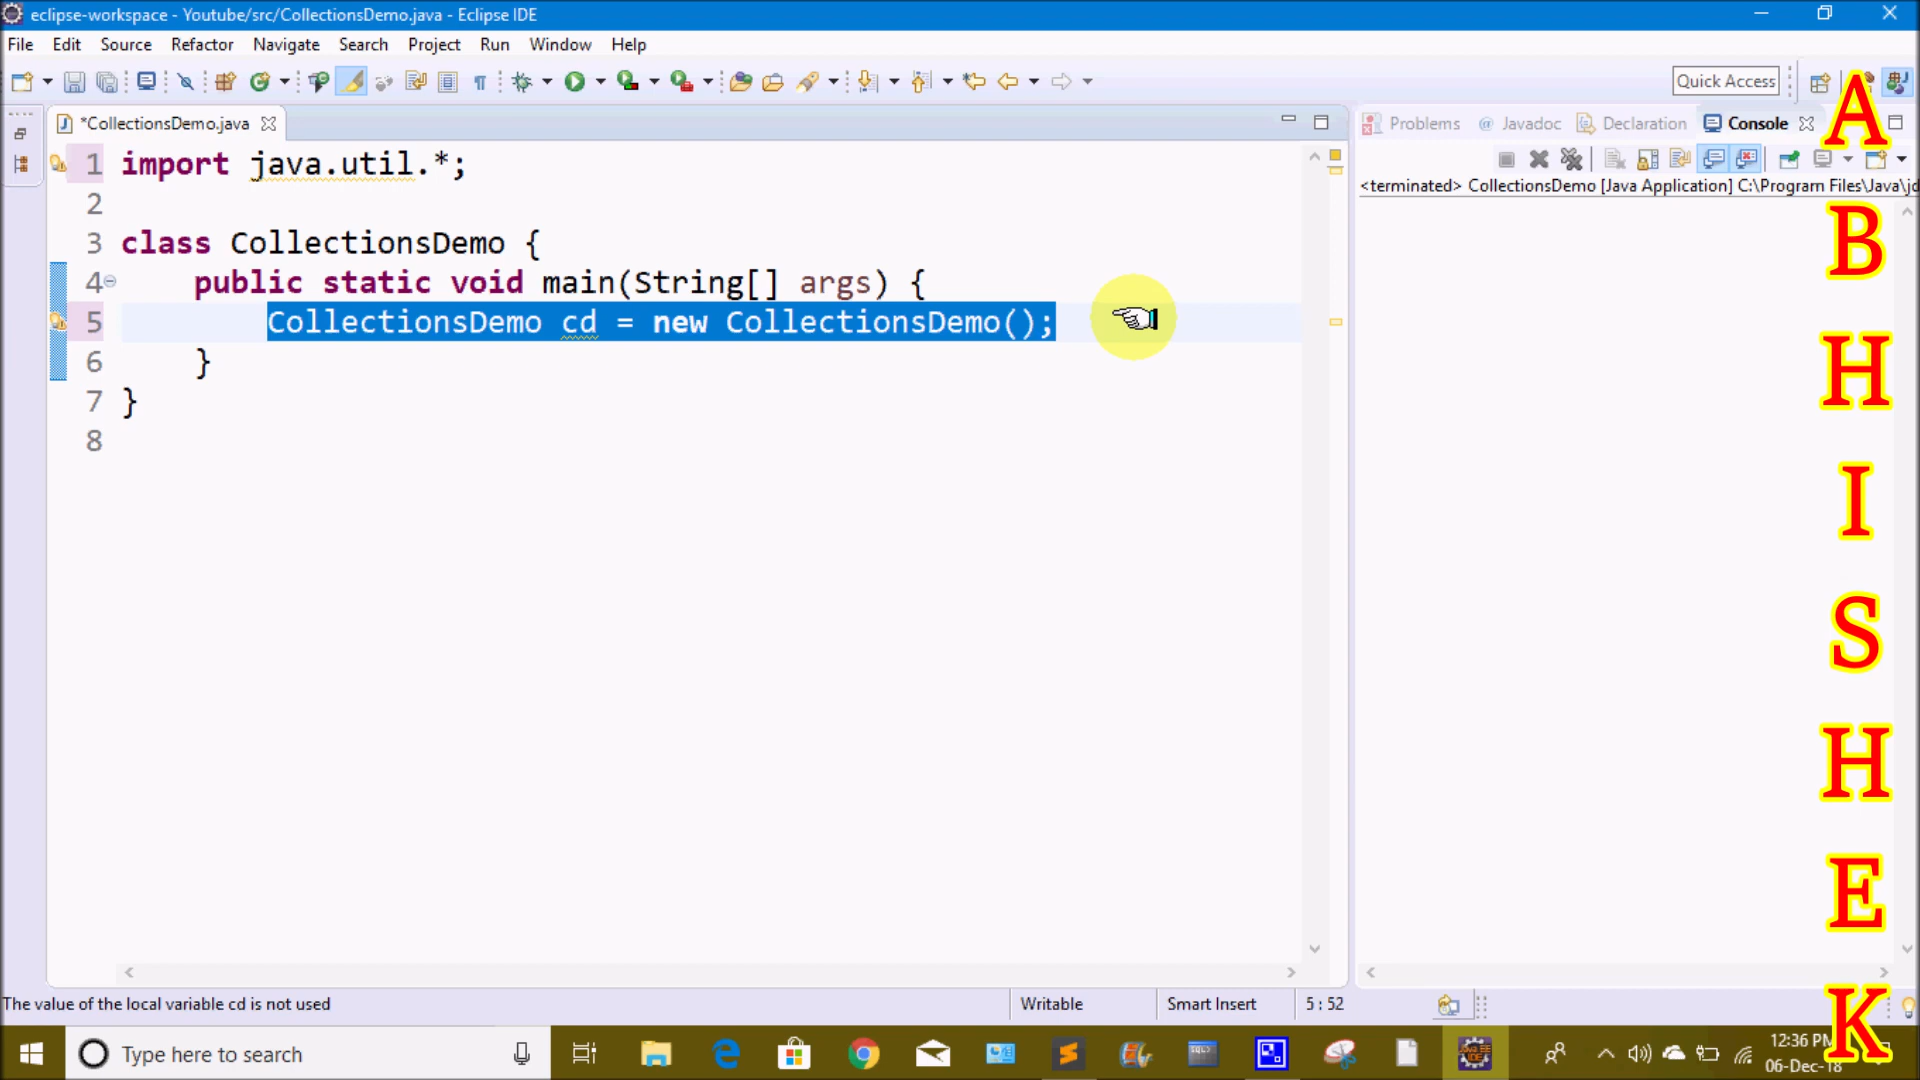 eclipse-workspace - Youtube/src/CollectionsDemo.java - Eclipse IDE
File Edit Source Refactor Navigate Search Project Run Window Help
Quick Access
*CollectionsDemo.java
Problems @ Javadoc Declaration Console
<terminated> CollectionsDemo [Java Application] C:\Program Files\Java\jd
1 import java.util.*;
2
3 class CollectionsDemo {
4 public static void main(String[] args) {
5 CollectionsDemo cd = new CollectionsDemo();
6 }
7 }
8
A
B
H
I
S
H
E
K
The value of the local variable cd is not used Writable Smart Insert 5 : 52
Type here to search
12:36 PM
06-Dec-18